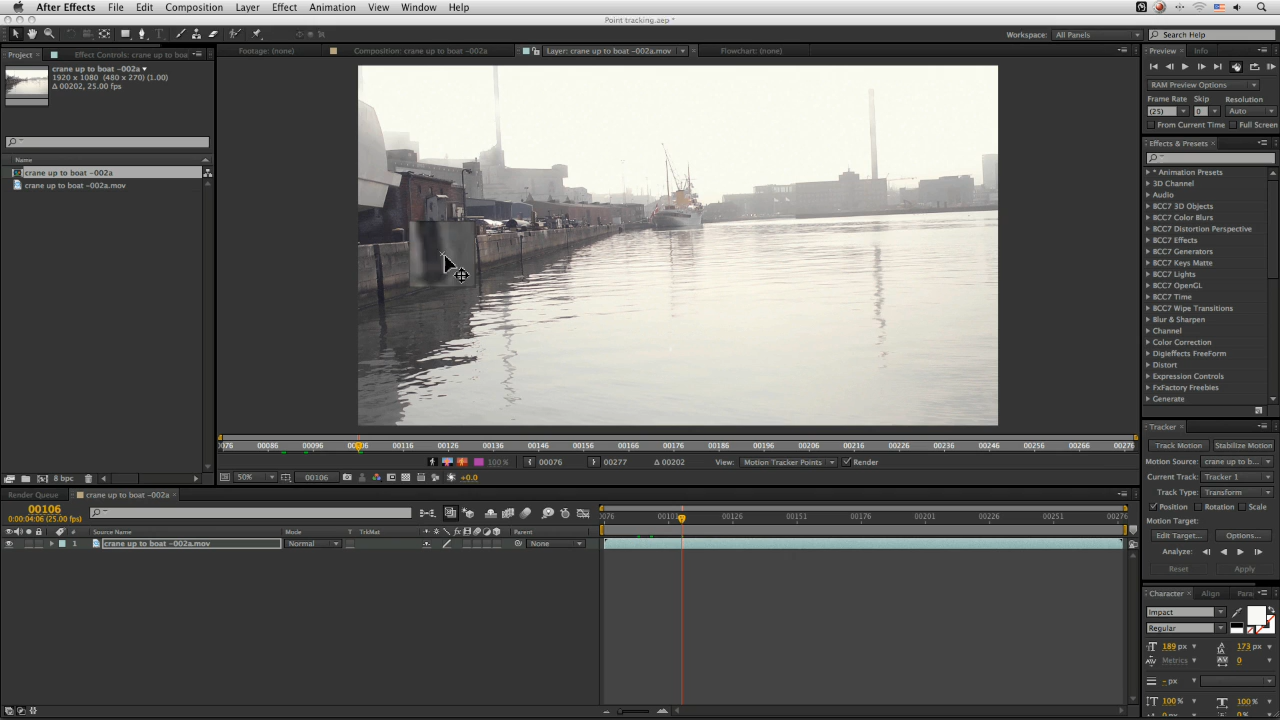 After Effects File Edit Composition Layer Effect Animation View Window Help
Point tracking.aep *
Workspace: All Panels Search Help
Project × Effect Controls: crane up to boa
Footage: (none) Composition: crane up to boat -002a Layer: crane up to boat -002a.mov Flowchart: (none)
Preview × Info
crane up to boat -002a
1920 x 1080 (480 x 270) (1.00)
Δ 00202, 25.00 fps
RAM Preview Options
Frame Rate Skip Resolution
(25) 0 Auto
From Current Time Full Screen
Effects & Presets ×
Name
crane up to boat -002a
crane up to boat -002a.mov
* Animation Presets
3D Channel
Audio
BCC7 3D Objects
BCC7 Color Blurs
BCC7 Distortion Perspective
BCC7 Effects
BCC7 Generators
BCC7 Keys Matte
BCC7 Lights
BCC7 OpenGL
BCC7 Time
BCC7 Wipe Transitions
Blur & Sharpen
Channel
Color Correction
Digieffects FreeForm
Distort
Expression Controls
FxFactory Freebies
Generate
Tracker ×
Track Motion Stabilize Motion
Motion Source: crane up to b...
Current Track: Tracker 1
Track Type: Transform
Position Rotation Scale
Motion Target:
Edit Target... Options...
Analyze:
Reset Apply
0076 00086 00096 00106 00116 00126 00136 00146 00156 00166 00176 00186 00196 00206 00216 00226 00236 00246 00256 00266 00276
100% 00076 00277 Δ 00202 View: Motion Tracker Points Render
8 bpc 50% 00106 +0.0
Render Queue crane up to boat -002a ×
00106
0:00:04:06 (25.00 fps)
0076 00101 00126 00151 00176 00201 00226 00251 00276
# Source Name Mode T TrkMat Parent
1 crane up to boat -002a.mov Normal None
Character × Align Para
Impact
Regular
189 px 173 px
Metrics 0
- px
100 % 100 %
0 px 0 %